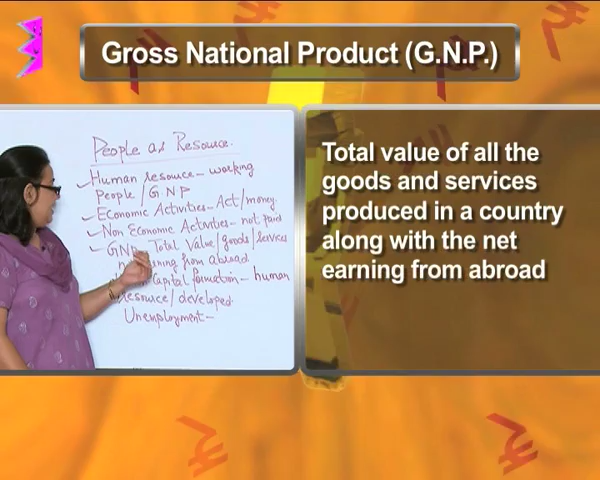 Gross National Product (G.N.P.)
People as Resource.
Human resource - working
People / GNP
Economic Activities - Act/money.
Non Economic Activities - not paid
GNP - Total Value/goods/services
earning from abroad
Capital formation - human
resource / developed
Unemployment -
Total value of all the
goods and services
produced in a country
along with the net
earning from abroad